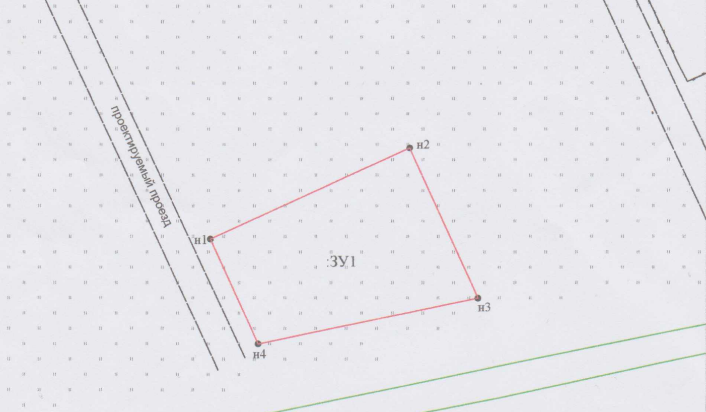 проектируемый проезд
н2
н1
:ЗУ1
н3
н4